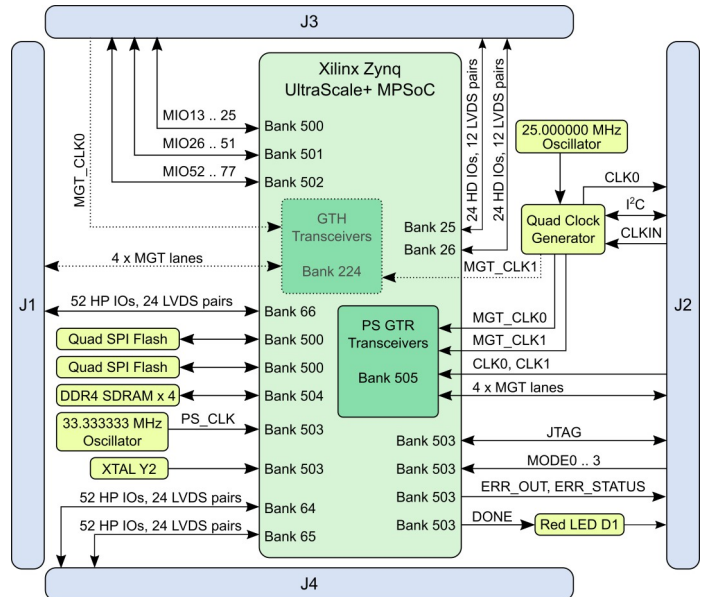 J3
Xilinx Zynq
UltraScale+ MPSoC
MIO13 .. 25
Bank 500
MIO26 .. 51
Bank 501
MIO52 .. 77
Bank 502
MGT_CLK0
24 HD IOs, 12 LVDS pairs
24 HD IOs, 12 LVDS pairs
25.000000 MHz
Oscillator
CLK0
I²C
CLKIN
Quad Clock
Generator
GTH
Transceivers
Bank 224
Bank 25
Bank 26
MGT_CLK1
4 x MGT lanes
J1
J2
52 HP IOs, 24 LVDS pairs
Bank 66
PS GTR
Transceivers
Bank 505
MGT_CLK0
MGT_CLK1
CLK0, CLK1
4 x MGT lanes
Quad SPI Flash
Bank 500
Quad SPI Flash
Bank 500
DDR4 SDRAM x 4
Bank 504
33.333333 MHz
Oscillator
PS_CLK
Bank 503
XTAL Y2
Bank 503
Bank 503
JTAG
Bank 503
MODE0 .. 3
Bank 503
ERR_OUT, ERR_STATUS
Bank 503
DONE
Red LED D1
52 HP IOs, 24 LVDS pairs
Bank 64
52 HP IOs, 24 LVDS pairs
Bank 65
J4